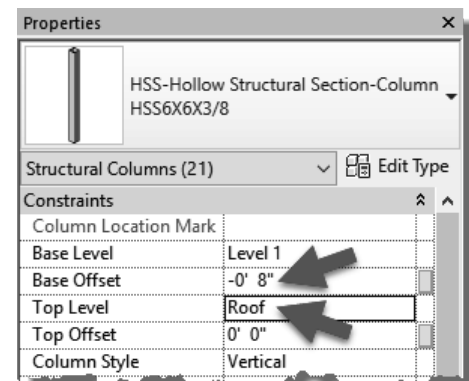 Properties
HSS-Hollow Structural Section-Column
HSS6X6X3/8
Structural Columns (21) Edit Type
Constraints
Column Location Mark
Base Level Level 1
Base Offset -0' 8"
Top Level Roof
Top Offset 0' 0"
Column Style Vertical